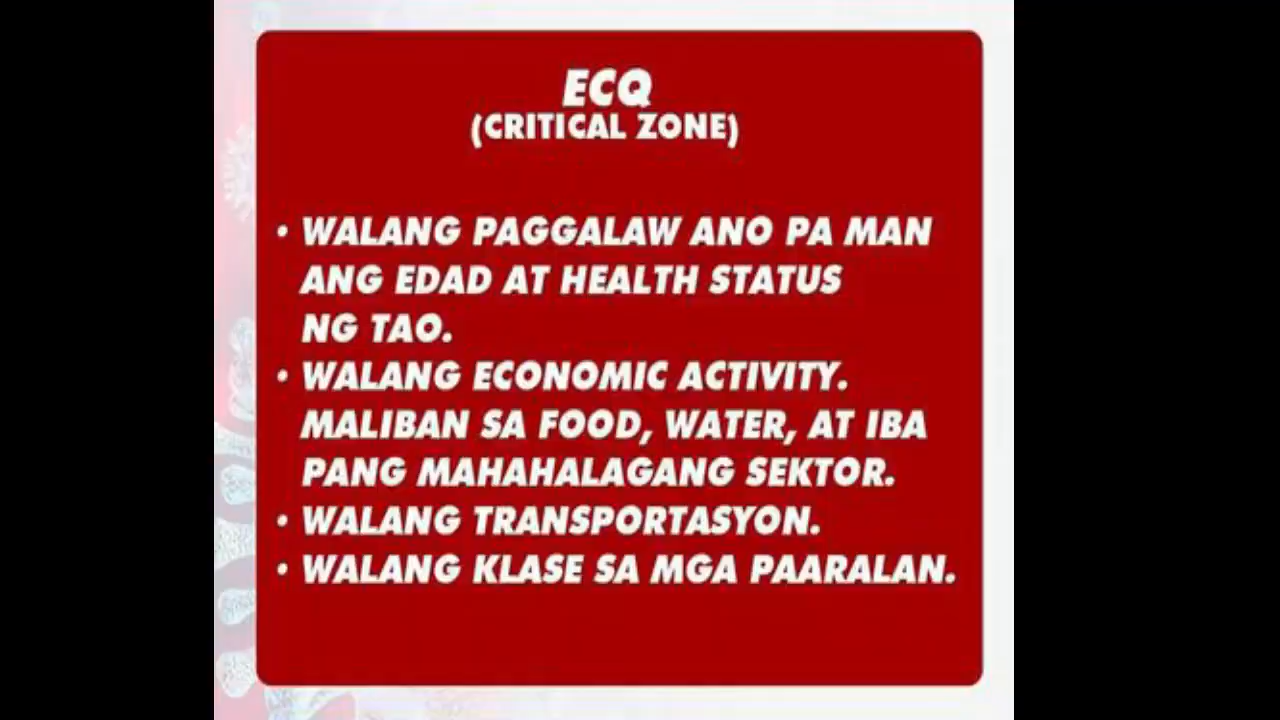 ECQ
(CRITICAL ZONE)
• WALANG PAGGALAW ANO PA MAN
ANG EDAD AT HEALTH STATUS
NG TAO.
• WALANG ECONOMIC ACTIVITY.
MALIBAN SA FOOD, WATER, AT IBA
PANG MAHAHALAGANG SEKTOR.
• WALANG TRANSPORTASYON.
• WALANG KLASE SA MGA PAARALAN.